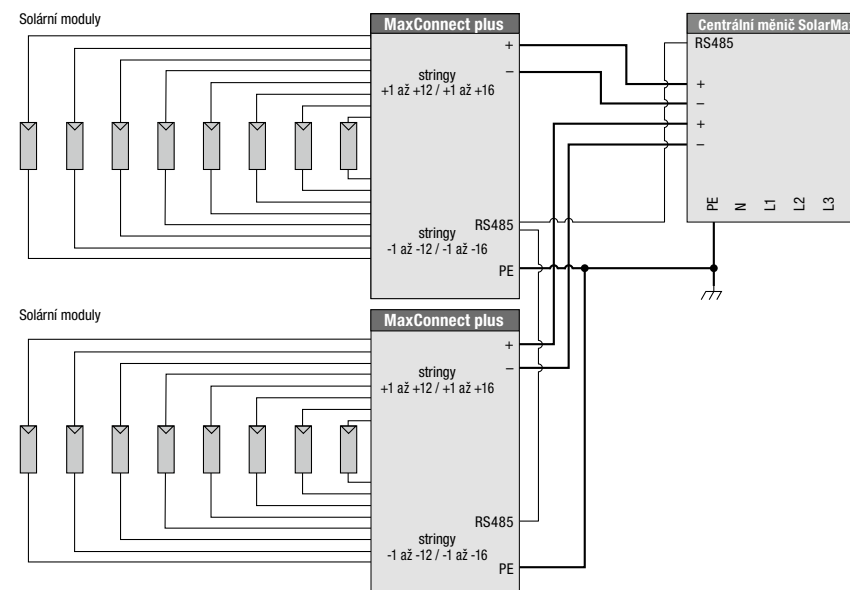 Solární moduly
MaxConnect plus
+
stringy
+1 až +12 / +1 až +16
–
RS485
stringy
-1 až -12 / -1 až -16
PE
Centrální měnič SolarMa
RS485
+
–
+
–
PE
N
L1
L2
L3
Solární moduly
MaxConnect plus
+
stringy
+1 až +12 / +1 až +16
–
RS485
stringy
-1 až -12 / -1 až -16
PE